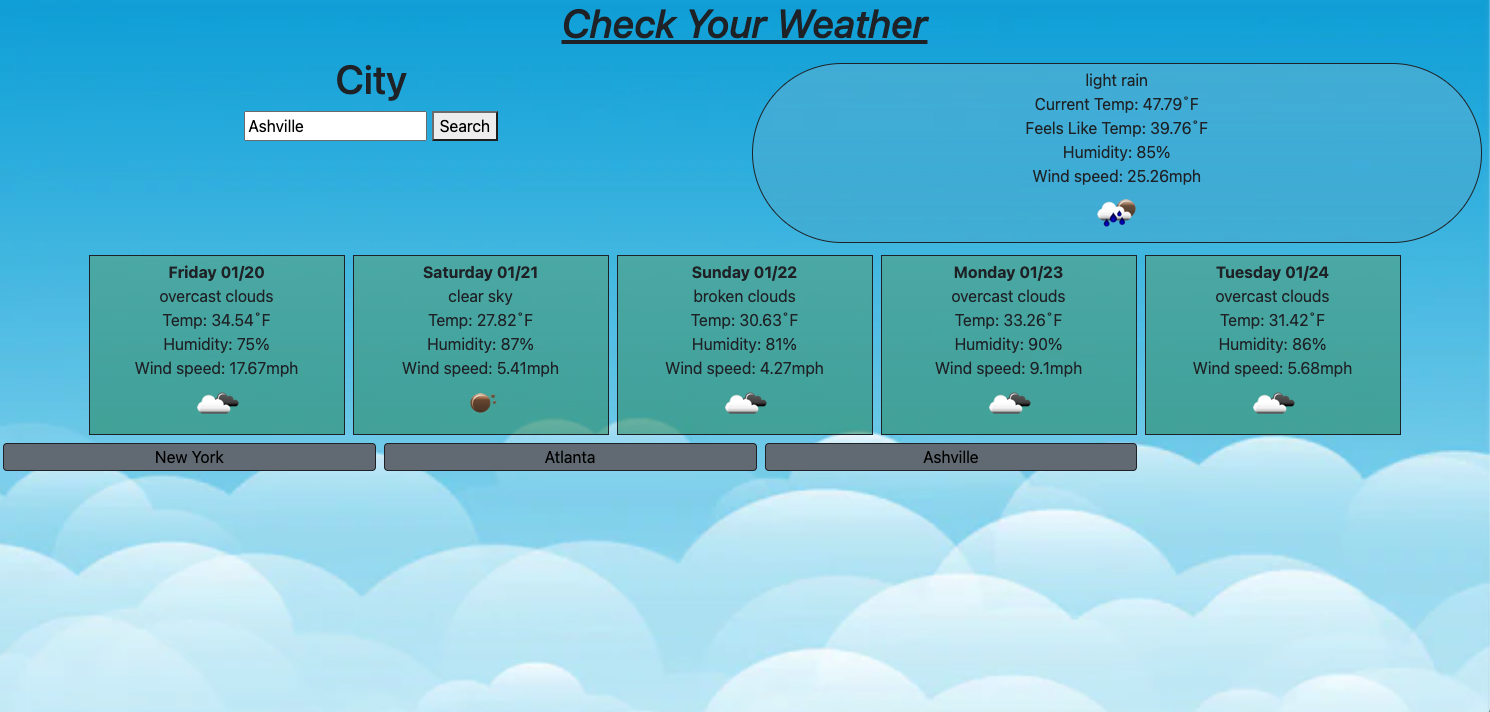 Check Your Weather
City
Ashville Search
light rain
Current Temp: 47.79˚F
Feels Like Temp: 39.76˚F
Humidity: 85%
Wind speed: 25.26mph
Friday 01/20
overcast clouds
Temp: 34.54˚F
Humidity: 75%
Wind speed: 17.67mph
Saturday 01/21
clear sky
Temp: 27.82˚F
Humidity: 87%
Wind speed: 5.41mph
Sunday 01/22
broken clouds
Temp: 30.63˚F
Humidity: 81%
Wind speed: 4.27mph
Monday 01/23
overcast clouds
Temp: 33.26˚F
Humidity: 90%
Wind speed: 9.1mph
Tuesday 01/24
overcast clouds
Temp: 31.42˚F
Humidity: 86%
Wind speed: 5.68mph
New York
Atlanta
Ashville